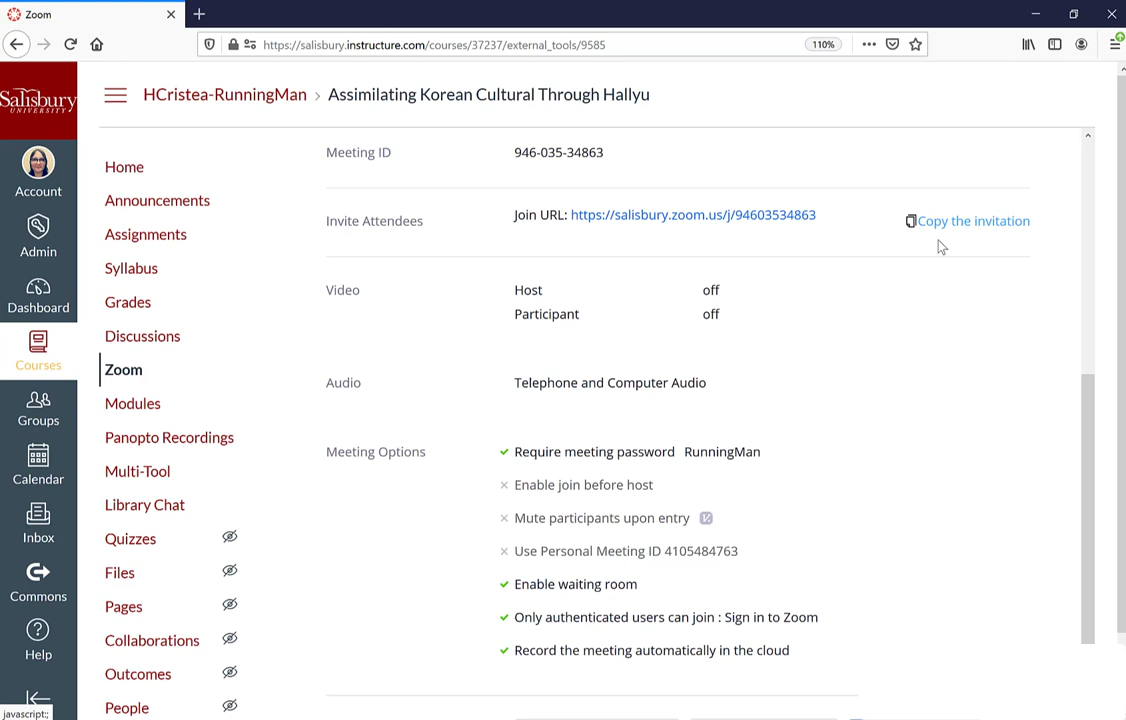 Zoom
https://salisbury.instructure.com/courses/37237/external_tools/9585
110%
Salisbury
UNIVERSITY
HCristea-RunningMan › Assimilating Korean Cultural Through Hallyu
Account
Admin
Dashboard
Courses
Groups
Calendar
Inbox
Commons
Help
javascript:;
Home
Announcements
Assignments
Syllabus
Grades
Discussions
Zoom
Modules
Panopto Recordings
Multi-Tool
Library Chat
Quizzes
Files
Pages
Collaborations
Outcomes
People
Meeting ID 946-035-34863
Invite Attendees Join URL: https://salisbury.zoom.us/j/94603534863 Copy the invitation
Video Host off
Participant off
Audio Telephone and Computer Audio
Meeting Options Require meeting password RunningMan
Enable join before host
Mute participants upon entry
Use Personal Meeting ID 4105484763
Enable waiting room
Only authenticated users can join : Sign in to Zoom
Record the meeting automatically in the cloud